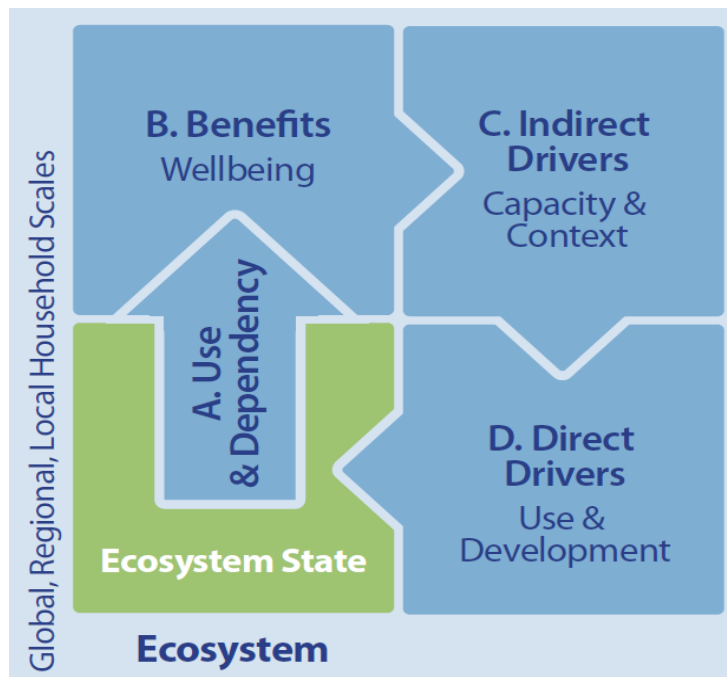 Global, Regional, Local Household Scales
B. Benefits
Wellbeing
C. Indirect
Drivers
Capacity &
Context
A. Use
& Dependency
Ecosystem State
D. Direct
Drivers
Use &
Development
Ecosystem